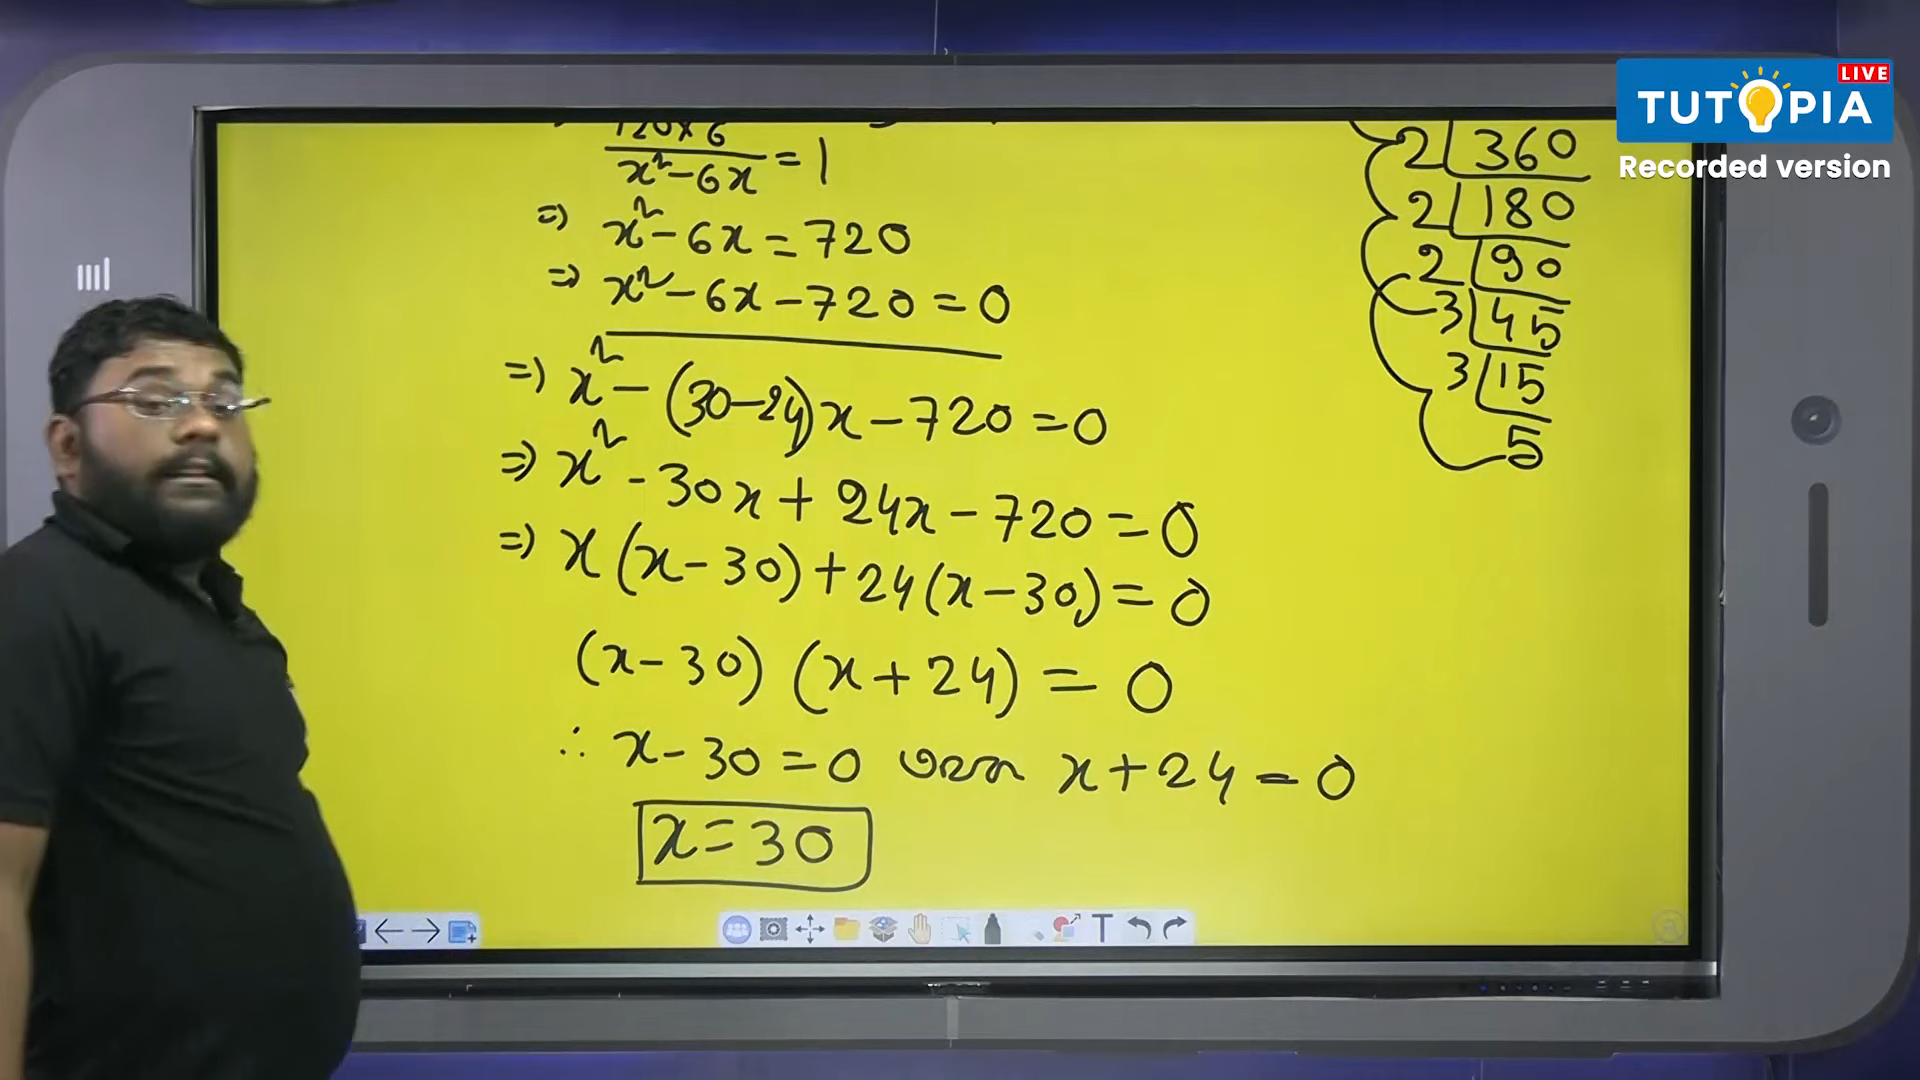 LIVE
TUTOPIA
Recorded version
120×6 / x²-6x = 1
⇒ x²-6x=720
⇒ x²-6x-720=0
⇒ x²-(30-24)x-720=0
⇒ x²-30x+24x-720=0
⇒ x(x-30)+24(x-30)=0
(x-30)(x+24)=0
∴ x-30=0 অথবা x+24=0
x=30
2 360
2 180
2 90
3 45
3 15
5
T